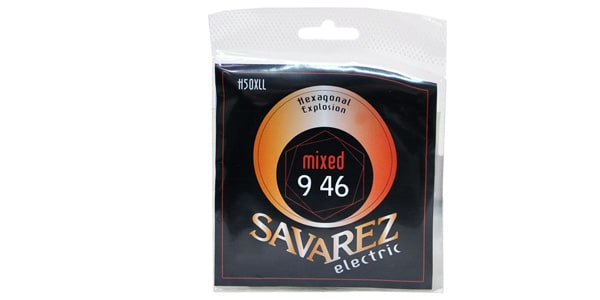 H50XLL
Hexagonal
Explosion
mixed
9 46
SAVAREZ
electric